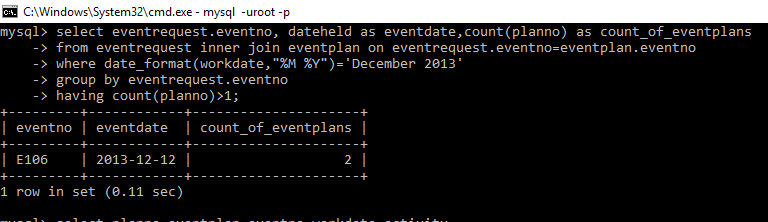 C:\Windows\System32\cmd.exe - mysql -uroot -p
mysql> select eventrequest.eventno, dateheld as eventdate,count(planno) as count_of_eventplans
    -> from eventrequest inner join eventplan on eventrequest.eventno=eventplan.eventno
    -> where date_format(workdate,"%M %Y")='December 2013'
    -> group by eventrequest.eventno
    -> having count(planno)>1;
+---------+------------+---------------------+
| eventno | eventdate  | count_of_eventplans |
+---------+------------+---------------------+
| E106    | 2013-12-12 |                   2 |
+---------+------------+---------------------+
1 row in set (0.11 sec)